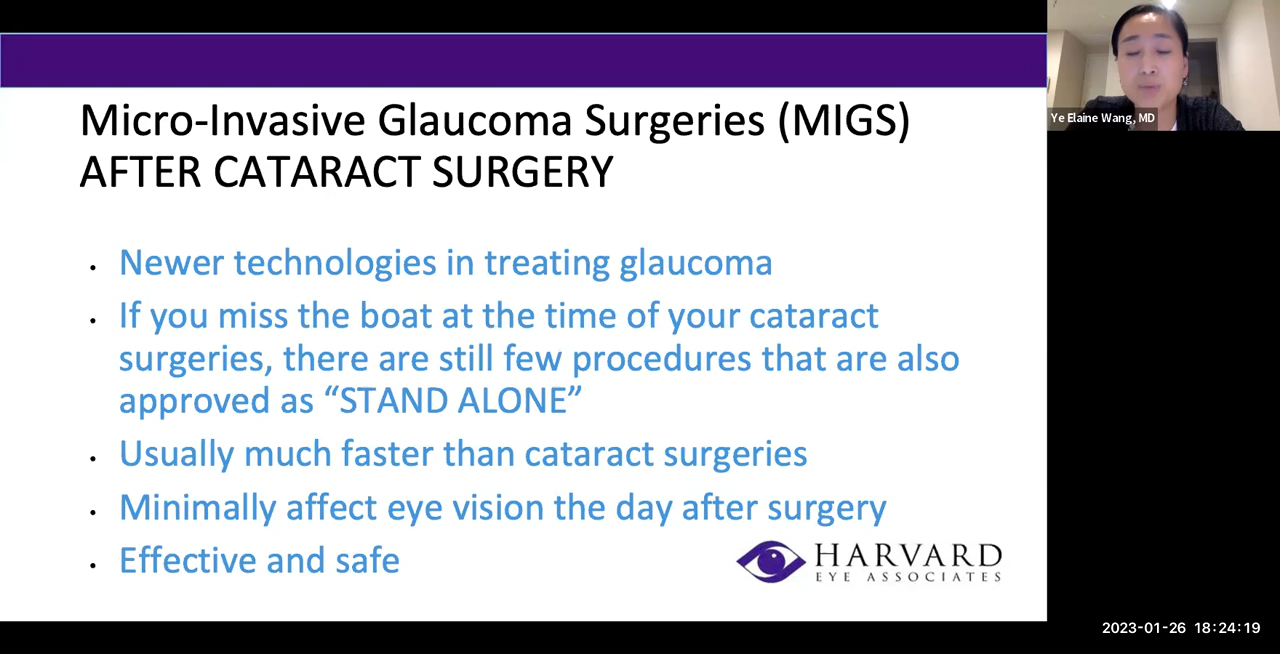 Micro-Invasive Glaucoma Surgeries (MIGS)
AFTER CATARACT SURGERY
• Newer technologies in treating glaucoma
• If you miss the boat at the time of your cataract
surgeries, there are still few procedures that are also
approved as “STAND ALONE”
• Usually much faster than cataract surgeries
• Minimally affect eye vision the day after surgery
• Effective and safe
HARVARD
EYE ASSOCIATES
Ye Elaine Wang, MD
2023-01-26 18:24:19